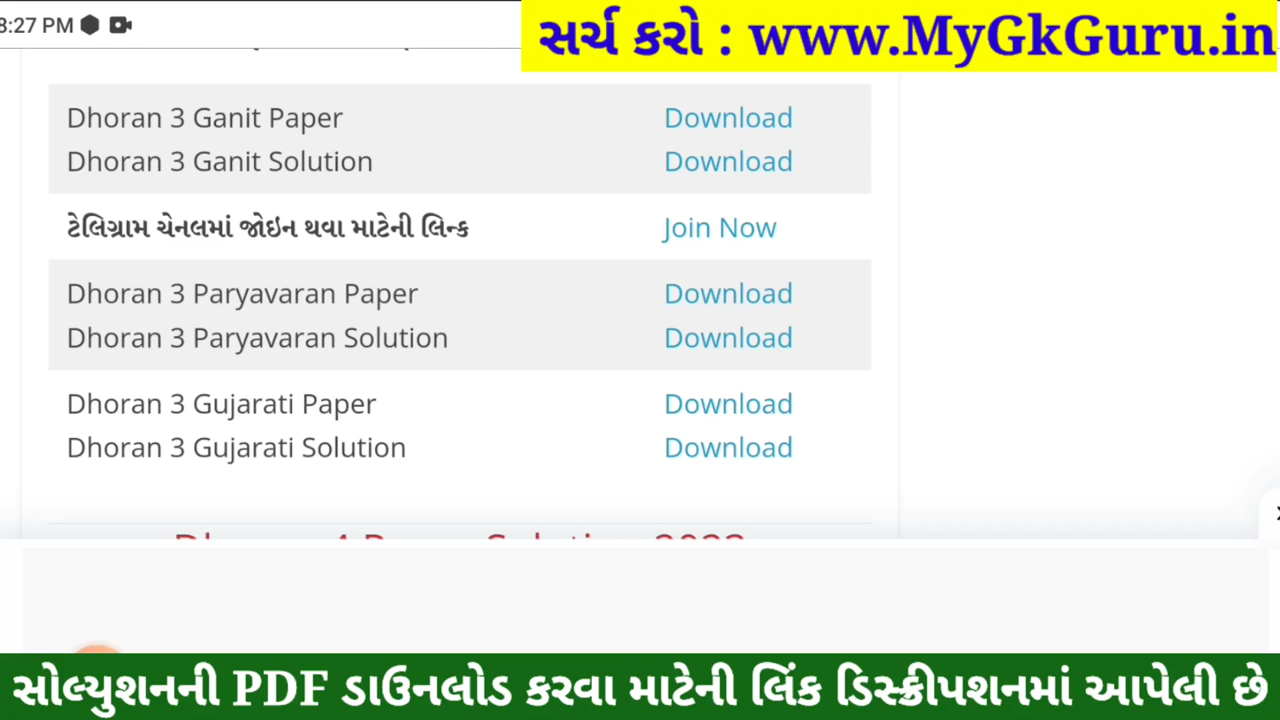 8:27 PM
સર્ચ કરો : www.MyGkGuru.in
Dhoran 3 Ganit Paper Download
Dhoran 3 Ganit Solution Download
ટેલિગ્રામ ચેનલમાં જોઇન થવા માટેની લિન્ક Join Now
Dhoran 3 Paryavaran Paper Download
Dhoran 3 Paryavaran Solution Download
Dhoran 3 Gujarati Paper Download
Dhoran 3 Gujarati Solution Download
સોલ્યુશનની PDF ડાઉનલોડ કરવા માટેની લિંક ડિસ્ક્રીપશનમાં આપેલી છે